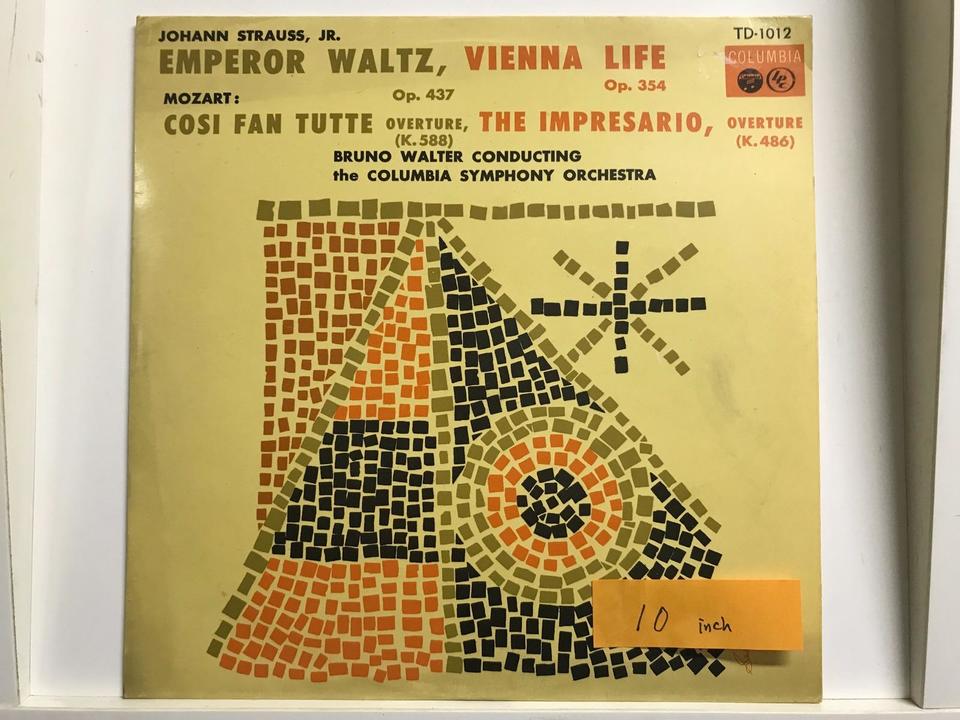 JOHANN STRAUSS, JR.
TD-1012
EMPEROR WALTZ, VIENNA LIFE
COLUMBIA
Op. 437
Op. 354
MOZART:
COSI FAN TUTTE OVERTURE, THE IMPRESARIO, OVERTURE
(K.588)
(K.486)
BRUNO WALTER CONDUCTING
the COLUMBIA SYMPHONY ORCHESTRA
10 inch